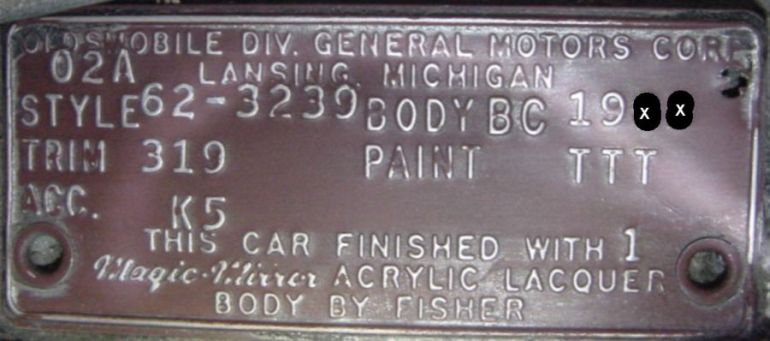 OLDSMOBILE DIV. GENERAL MOTORS CORP.
02A LANSING, MICHIGAN
STYLE 62-3239 BODY BC 19 X X
TRIM 319 PAINT TTT
ACC. K5
THIS CAR FINISHED WITH 1
Magic-Mirror ACRYLIC LACQUER
BODY BY FISHER